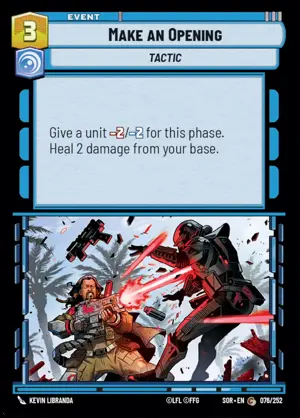 EVENT
3
MAKE AN OPENING
TACTIC
Give a unit -2/-2 for this phase.
Heal 2 damage from your base.
KEVIN LIBRANDA
©LFL ©FFG
SOR • EN C 076/252